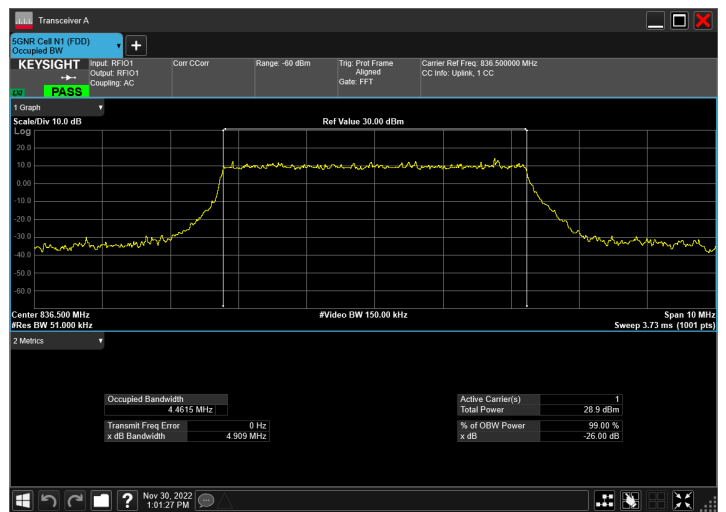 Transceiver A
5GNR Cell N1 (FDD)
Occupied BW
KEYSIGHT
LXI
PASS
Input: RFIO1
Output: RFIO1
Coupling: AC
Corr CCorr
Range: -60 dBm
Trig: Prot Frame
Aligned
Gate: FFT
Carrier Ref Freq: 836.500000 MHz
CC Info: Uplink, 1 CC
1 Graph
Scale/Div 10.0 dB
Ref Value 30.00 dBm
Log
20.0
10.0
0.00
-10.0
-20.0
-30.0
-40.0
-50.0
-60.0
Center 836.500 MHz
#Video BW 150.00 kHz
Span 10 MHz
#Res BW 51.000 kHz
Sweep 3.73 ms (1001 pts)
2 Metrics
Occupied Bandwidth
4.4615 MHz
Active Carrier(s) 1
Total Power 28.9 dBm
Transmit Freq Error 0 Hz
x dB Bandwidth 4.909 MHz
% of OBW Power 99.00 %
x dB -26.00 dB
Nov 30, 2022
1:01:27 PM